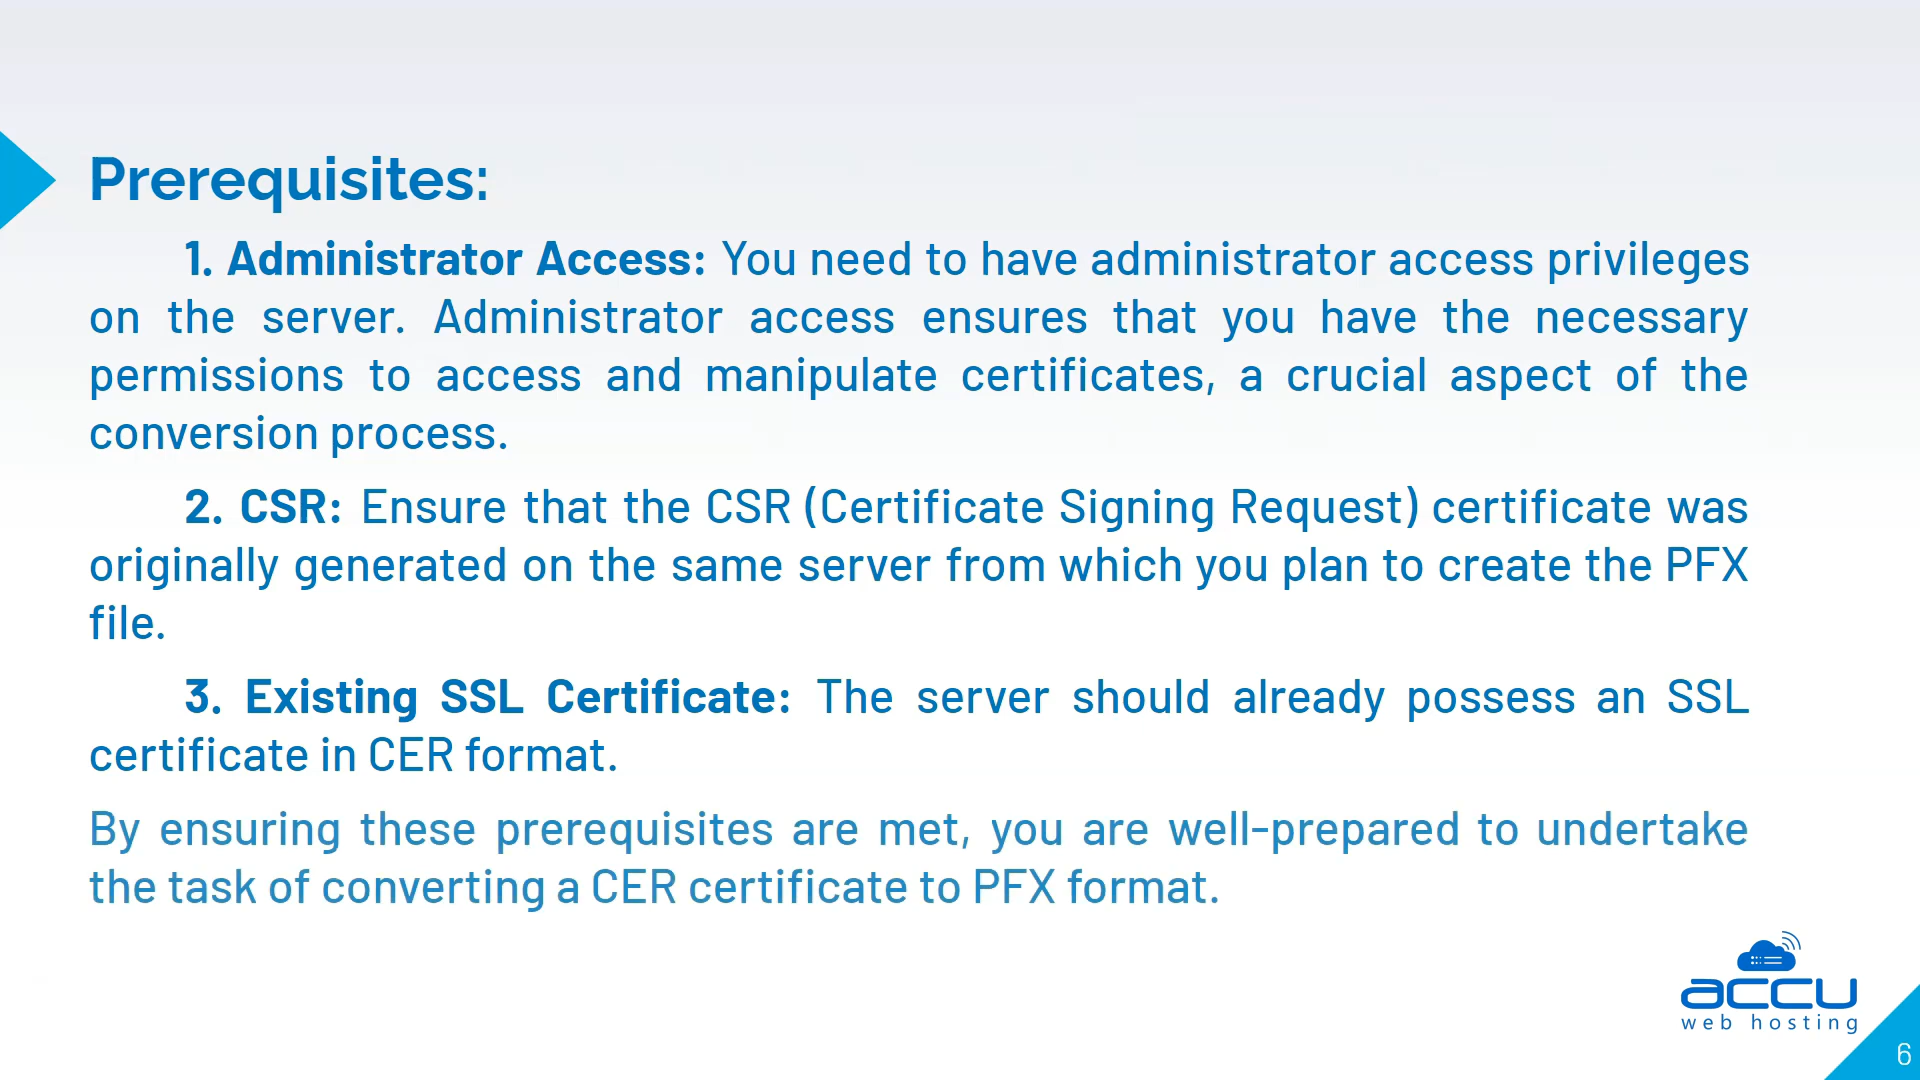 Prerequisites:
1. Administrator Access: You need to have administrator access privileges
on the server. Administrator access ensures that you have the necessary
permissions to access and manipulate certificates, a crucial aspect of the
conversion process.
2. CSR: Ensure that the CSR (Certificate Signing Request) certificate was
originally generated on the same server from which you plan to create the PFX
file.
3. Existing SSL Certificate: The server should already possess an SSL
certificate in CER format.
By ensuring these prerequisites are met, you are well-prepared to undertake
the task of converting a CER certificate to PFX format.
accu
web hosting
6